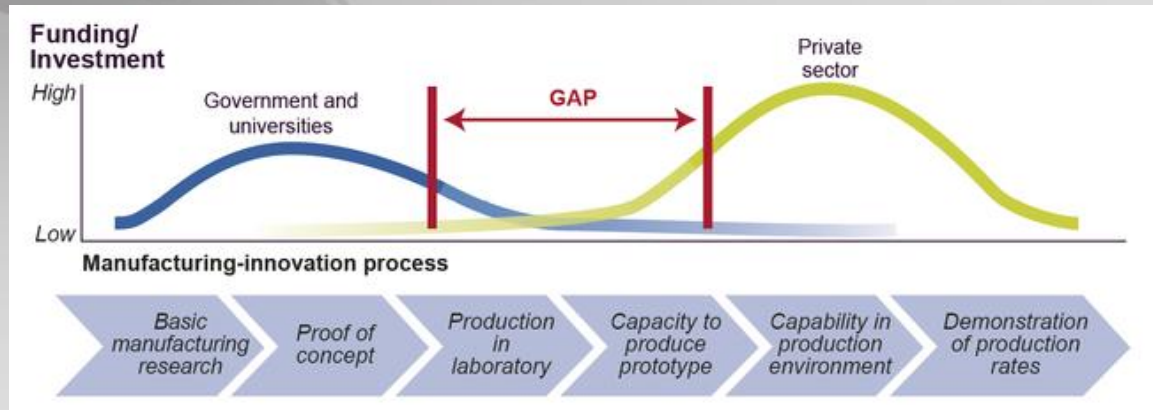 Funding/
Investment
High
Government and
universities
GAP
Private
sector
Low
Manufacturing-innovation process
Basic
manufacturing
research
Proof of
concept
Production
in
laboratory
Capacity to
produce
prototype
Capability in
production
environment
Demonstration
of production
rates